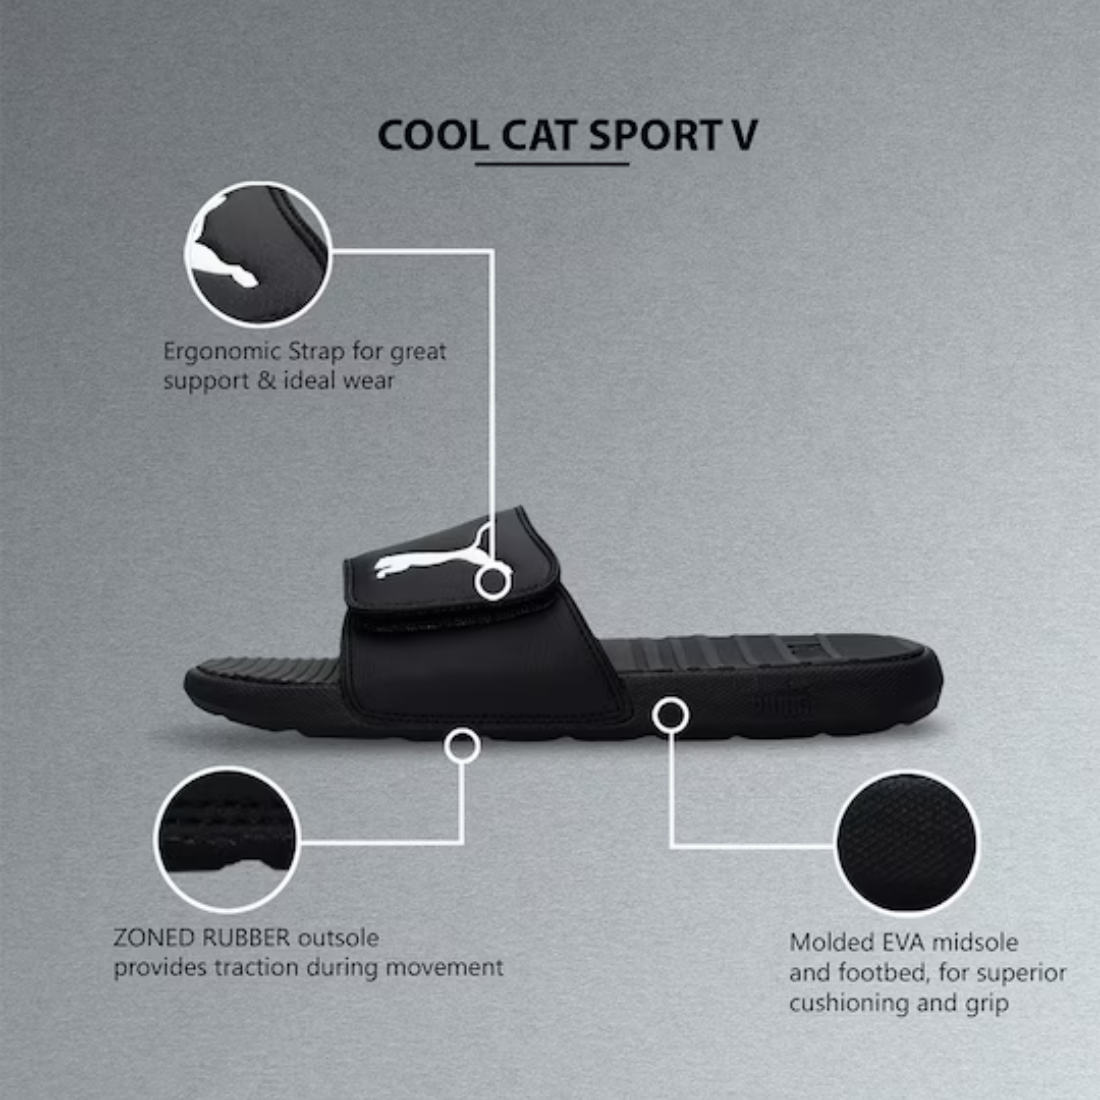 COOL CAT SPORT V
Ergonomic Strap for great
support & ideal wear
ZONED RUBBER outsole
provides traction during movement
Molded EVA midsole
and footbed, for superior
cushioning and grip